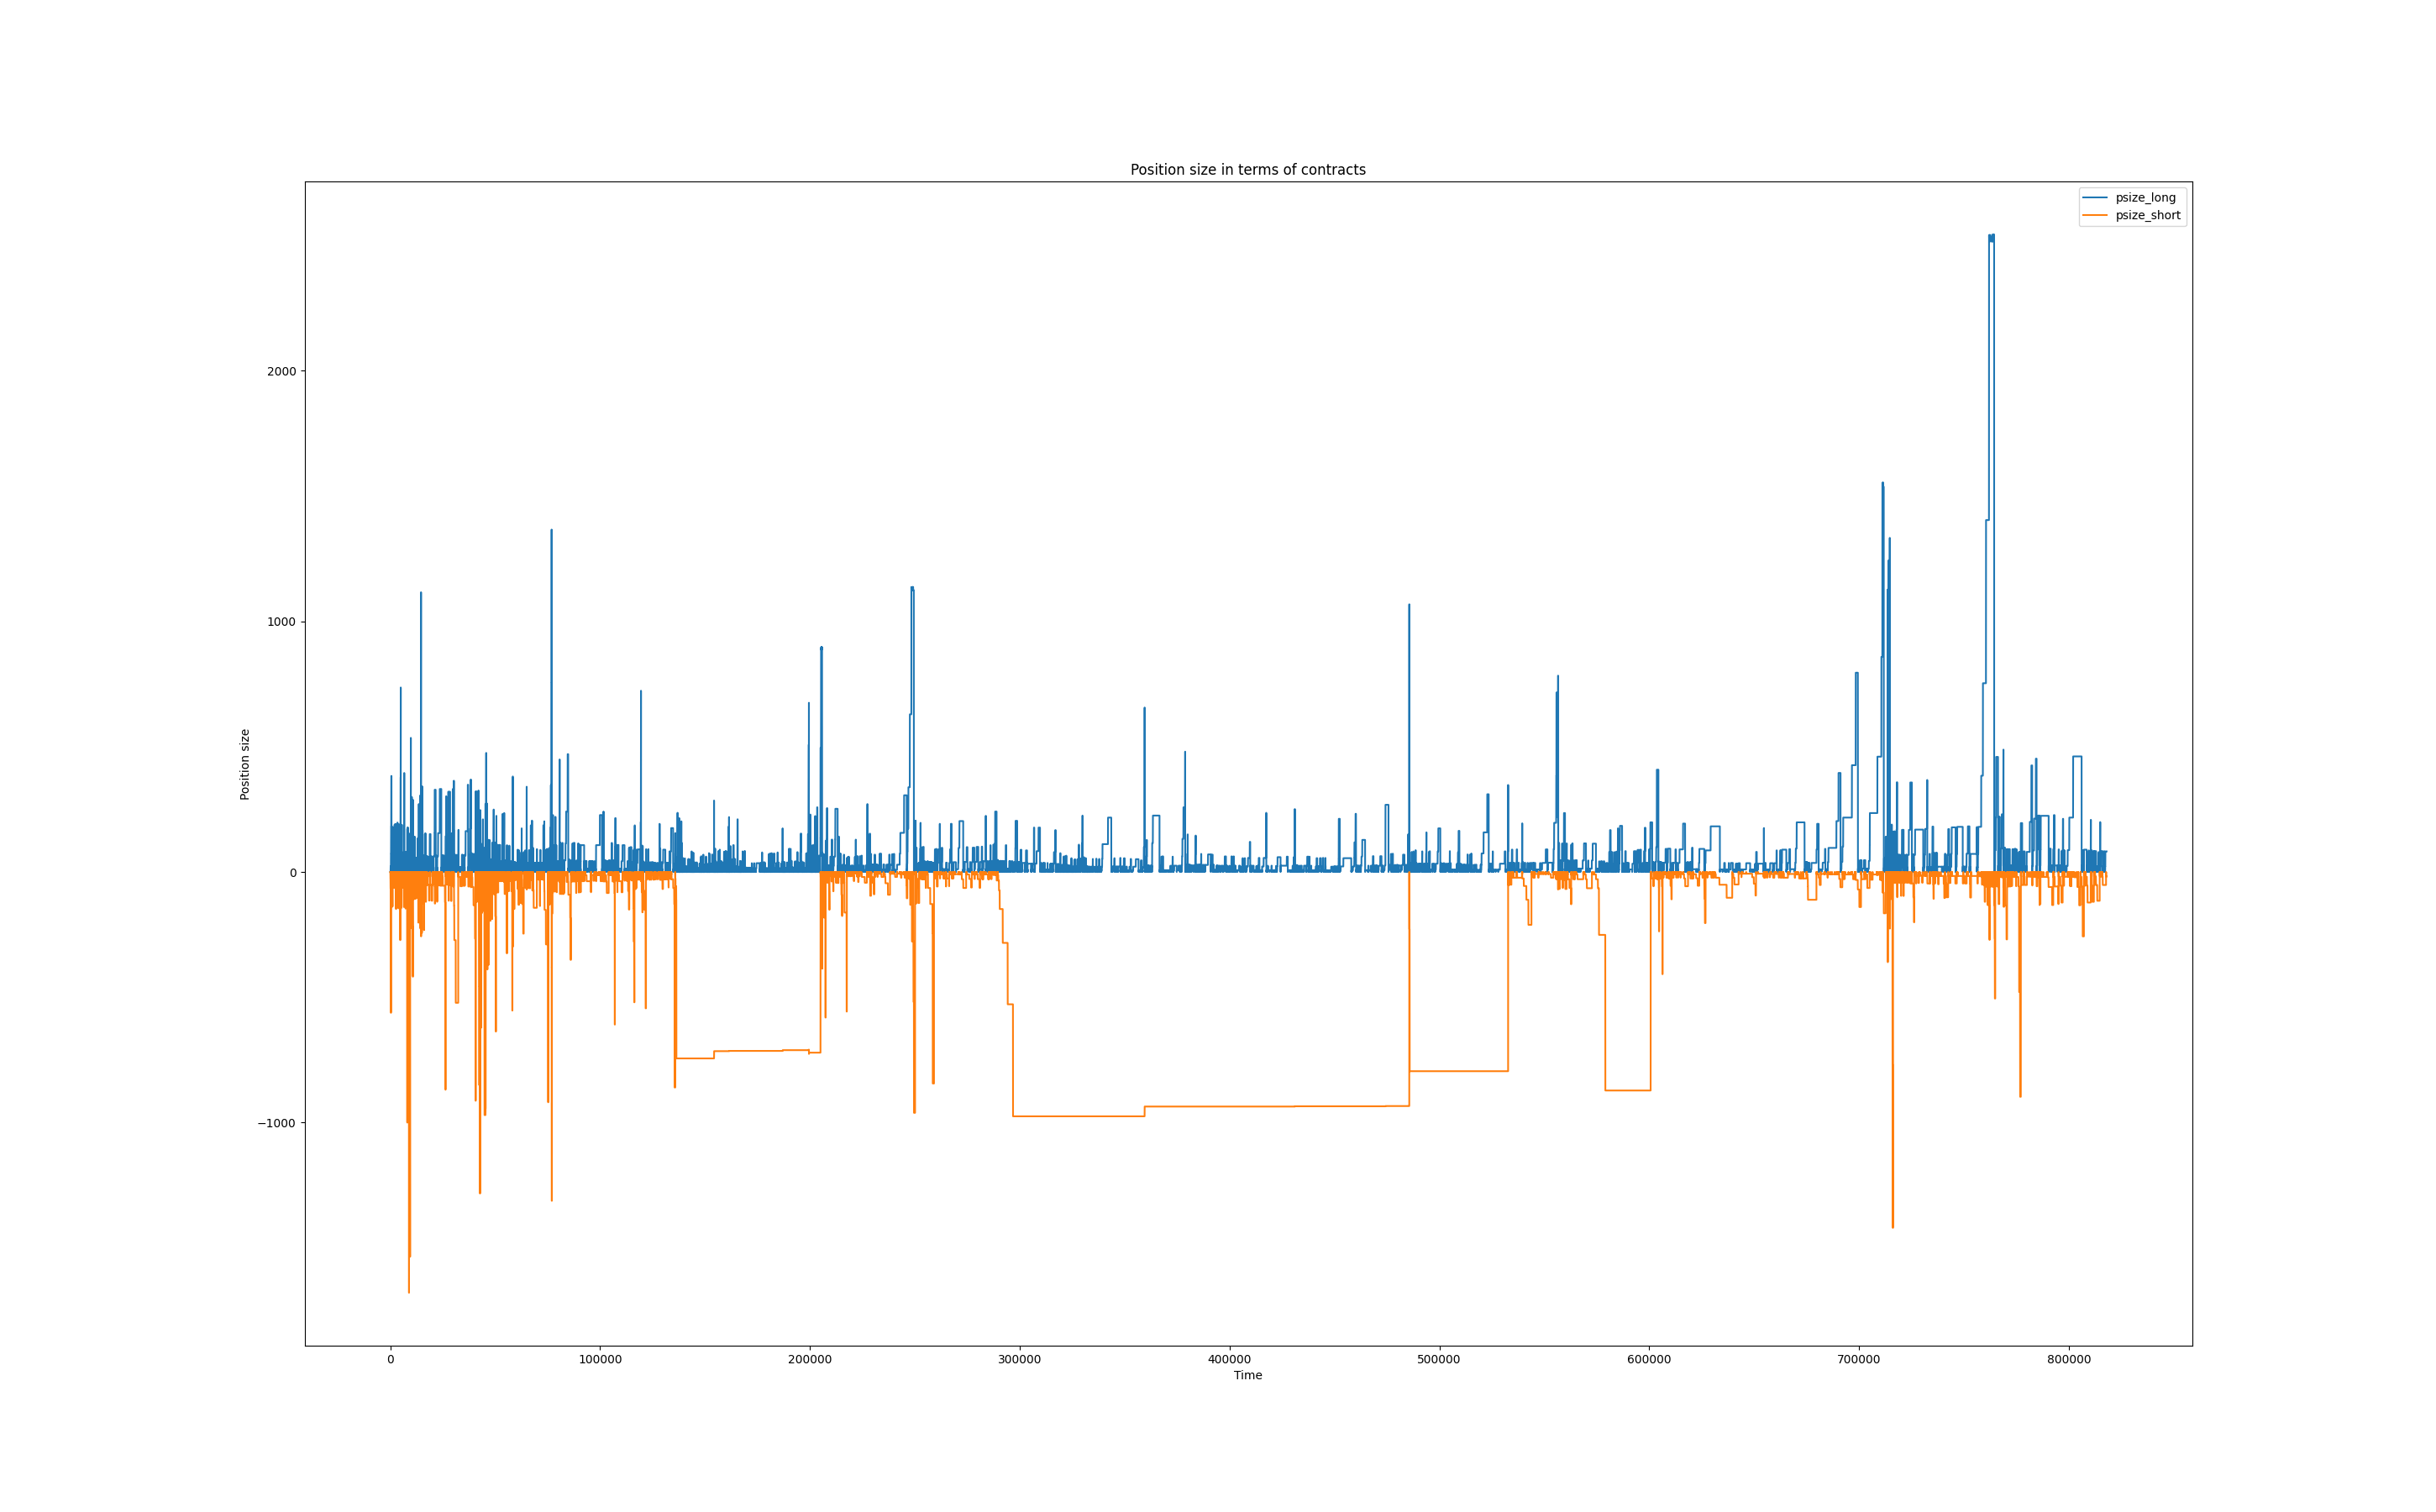 Position size in terms of contracts
psize_long
psize_short
Position size
2000
1000
0
−1000
0
100000
200000
300000
400000
500000
600000
700000
800000
Time